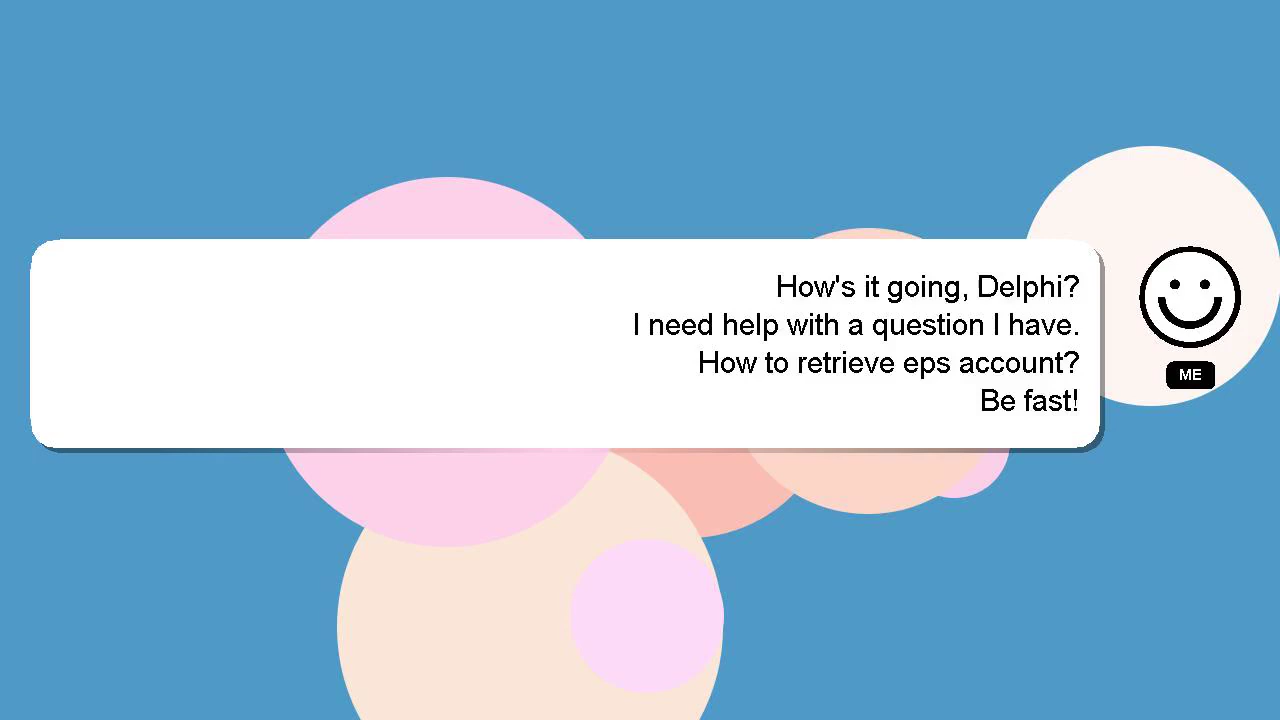 How's it going, Delphi?
I need help with a question I have.
How to retrieve eps account?
Be fast!
ME